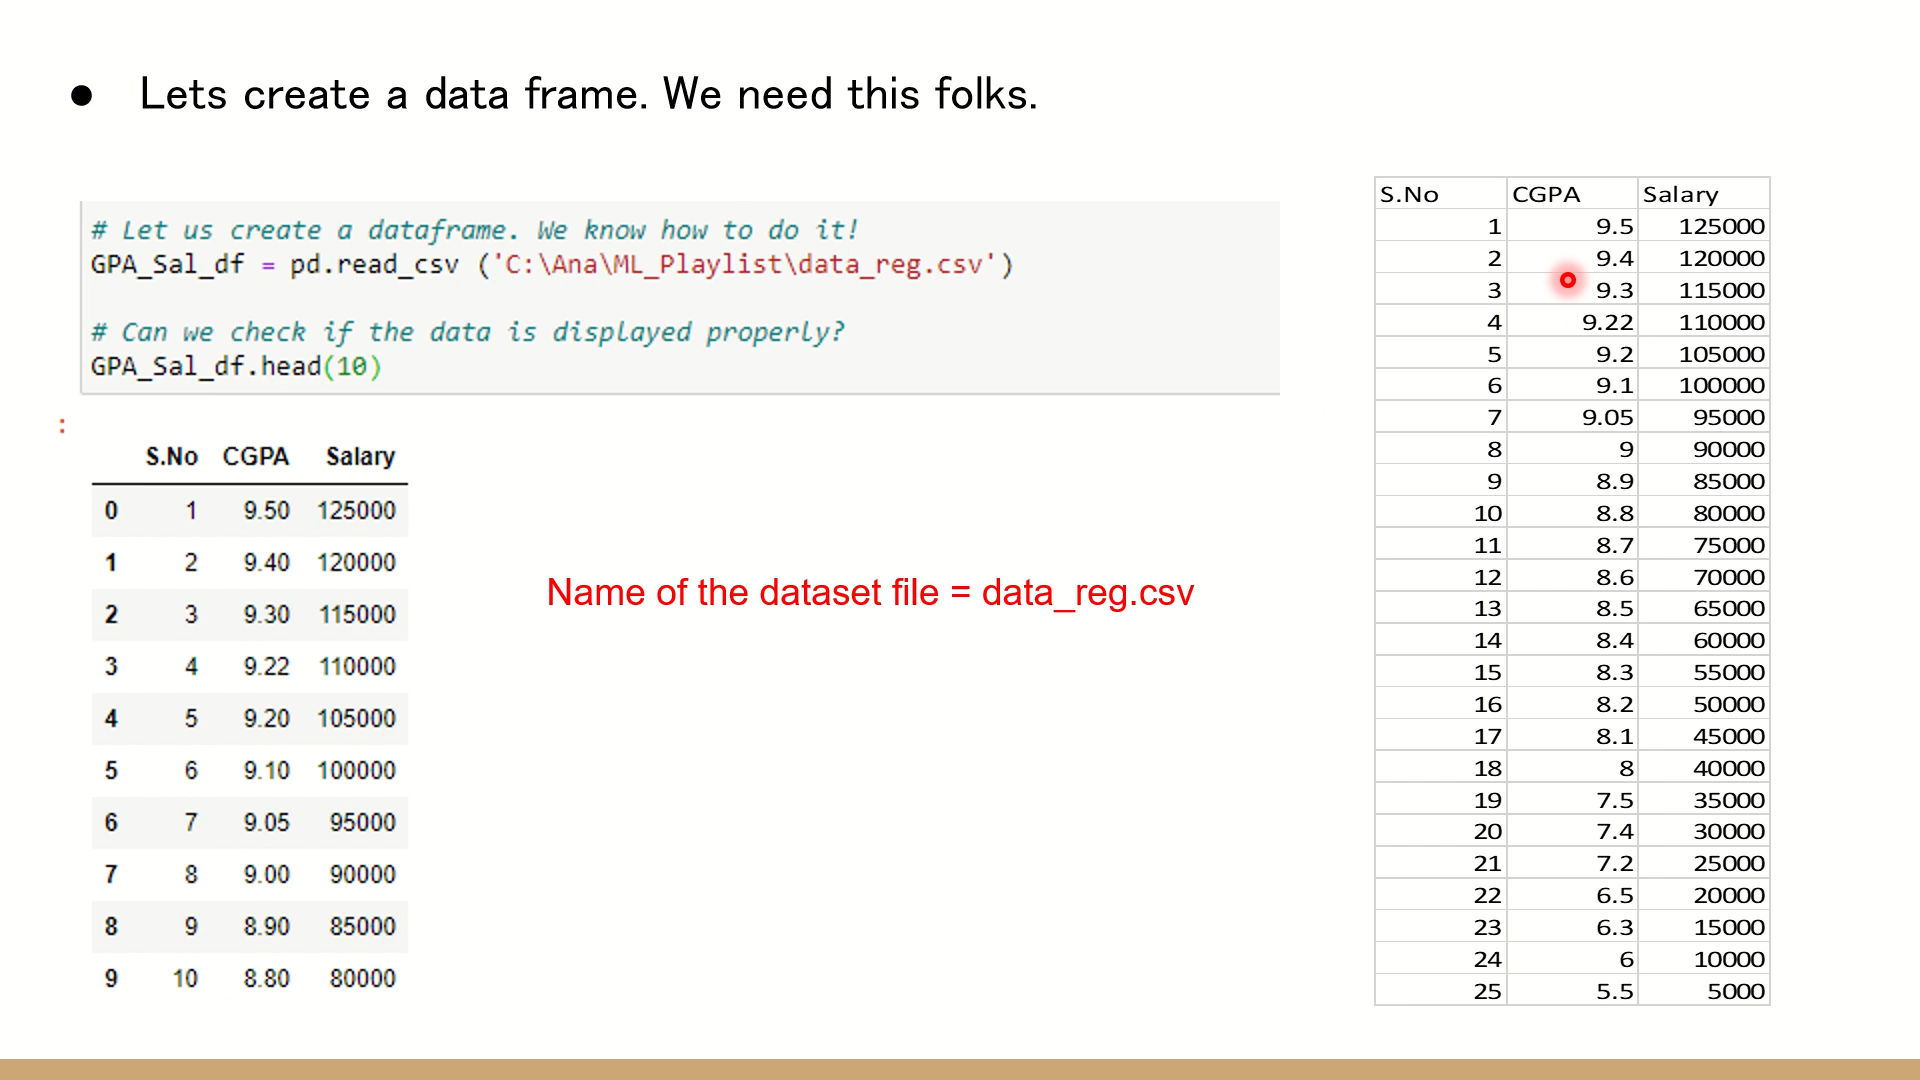 ● Lets create a data frame. We need this folks.
# Let us create a dataframe. We know how to do it!
GPA_Sal_df = pd.read_csv ('C:\Ana\ML_Playlist\data_reg.csv')
# Can we check if the data is displayed properly?
GPA_Sal_df.head(10)
:
S.No CGPA Salary
0 1 9.50 125000
1 2 9.40 120000
2 3 9.30 115000
3 4 9.22 110000
4 5 9.20 105000
5 6 9.10 100000
6 7 9.05 95000
7 8 9.00 90000
8 9 8.90 85000
9 10 8.80 80000
Name of the dataset file = data_reg.csv
S.No CGPA Salary
1 9.5 125000
2 9.4 120000
3 9.3 115000
4 9.22 110000
5 9.2 105000
6 9.1 100000
7 9.05 95000
8 9 90000
9 8.9 85000
10 8.8 80000
11 8.7 75000
12 8.6 70000
13 8.5 65000
14 8.4 60000
15 8.3 55000
16 8.2 50000
17 8.1 45000
18 8 40000
19 7.5 35000
20 7.4 30000
21 7.2 25000
22 6.5 20000
23 6.3 15000
24 6 10000
25 5.5 5000